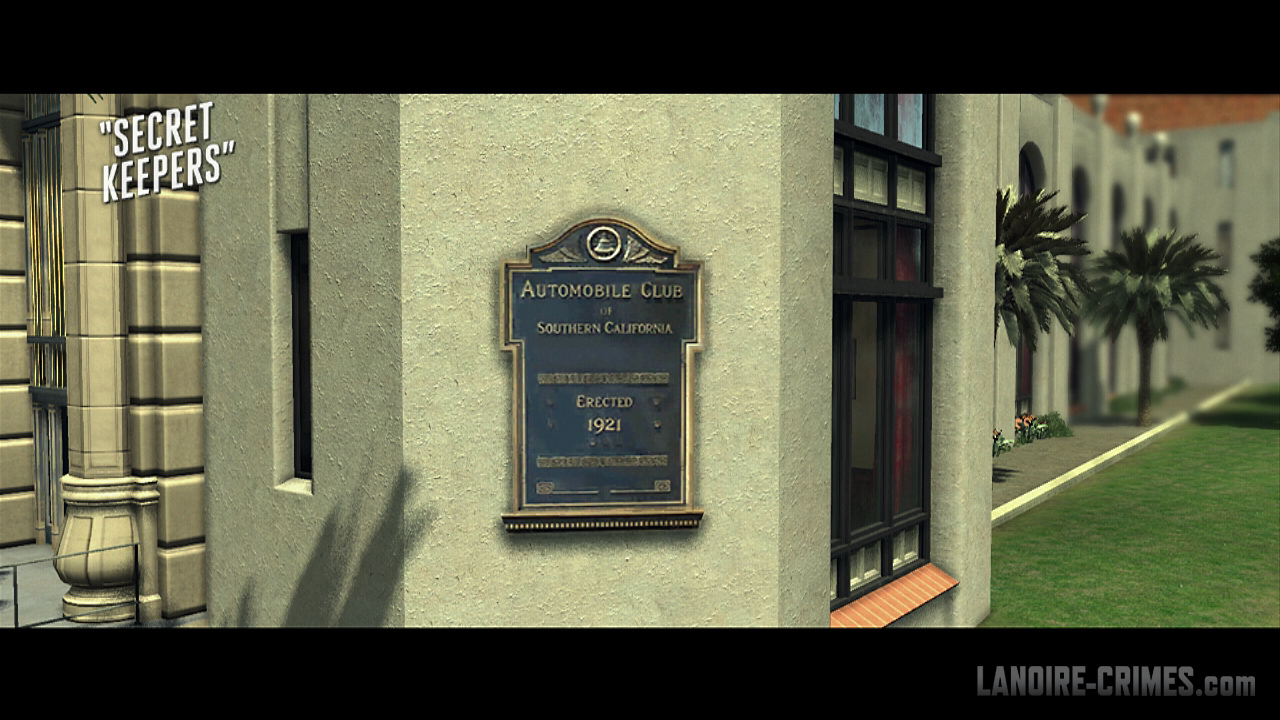 "SECRET
KEEPERS"
AUTOMOBILE CLUB
OF
SOUTHERN CALIFORNIA
ERECTED
1921
LANOIRE-CRIMES.com